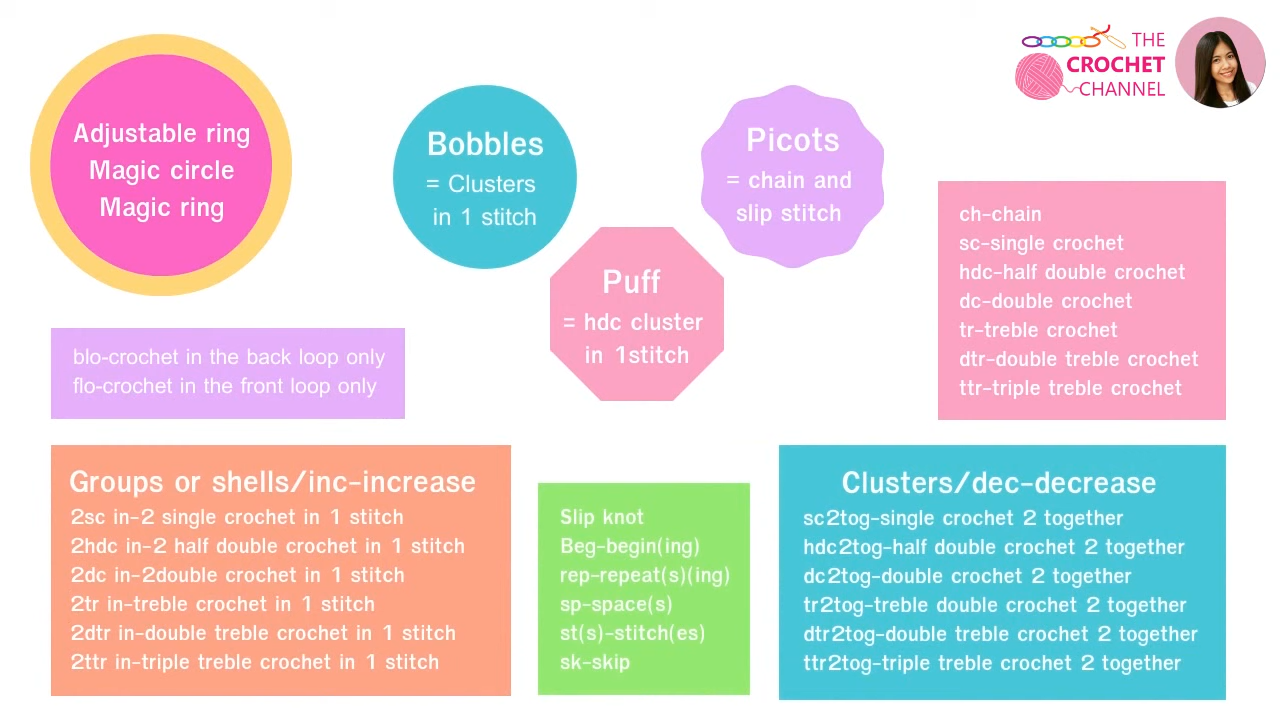 THE
CROCHET
CHANNEL
Adjustable ring
Magic circle
Magic ring
Bobbles
= Clusters
in 1 stitch
Picots
= chain and
slip stitch
Puff
= hdc cluster
in 1stitch
ch-chain
sc-single crochet
hdc-half double crochet
dc-double crochet
tr-treble crochet
dtr-double treble crochet
ttr-triple treble crochet
blo-crochet in the back loop only
flo-crochet in the front loop only
Groups or shells/inc-increase
2sc in-2 single crochet in 1 stitch
2hdc in-2 half double crochet in 1 stitch
2dc in-2double crochet in 1 stitch
2tr in-treble crochet in 1 stitch
2dtr in-double treble crochet in 1 stitch
2ttr in-triple treble crochet in 1 stitch
Slip knot
Beg-begin(ing)
rep-repeat(s)(ing)
sp-space(s)
st(s)-stitch(es)
sk-skip
Clusters/dec-decrease
sc2tog-single crochet 2 together
hdc2tog-half double crochet 2 together
dc2tog-double crochet 2 together
tr2tog-treble double crochet 2 together
dtr2tog-double treble crochet 2 together
ttr2tog-triple treble crochet 2 together